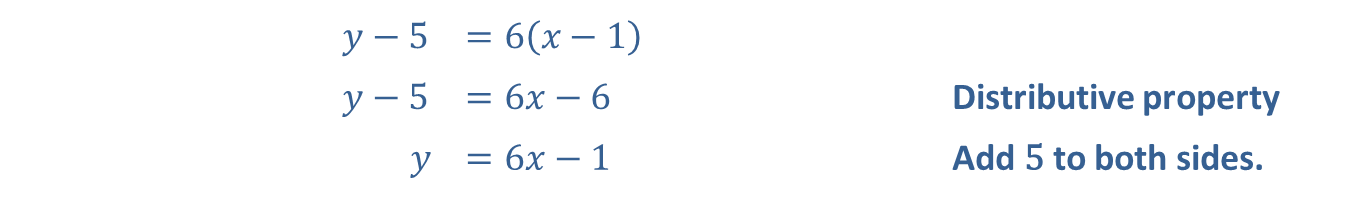 y − 5 = 6(x − 1)
y − 5 = 6x − 6 Distributive property
y = 6x − 1 Add 5 to both sides.